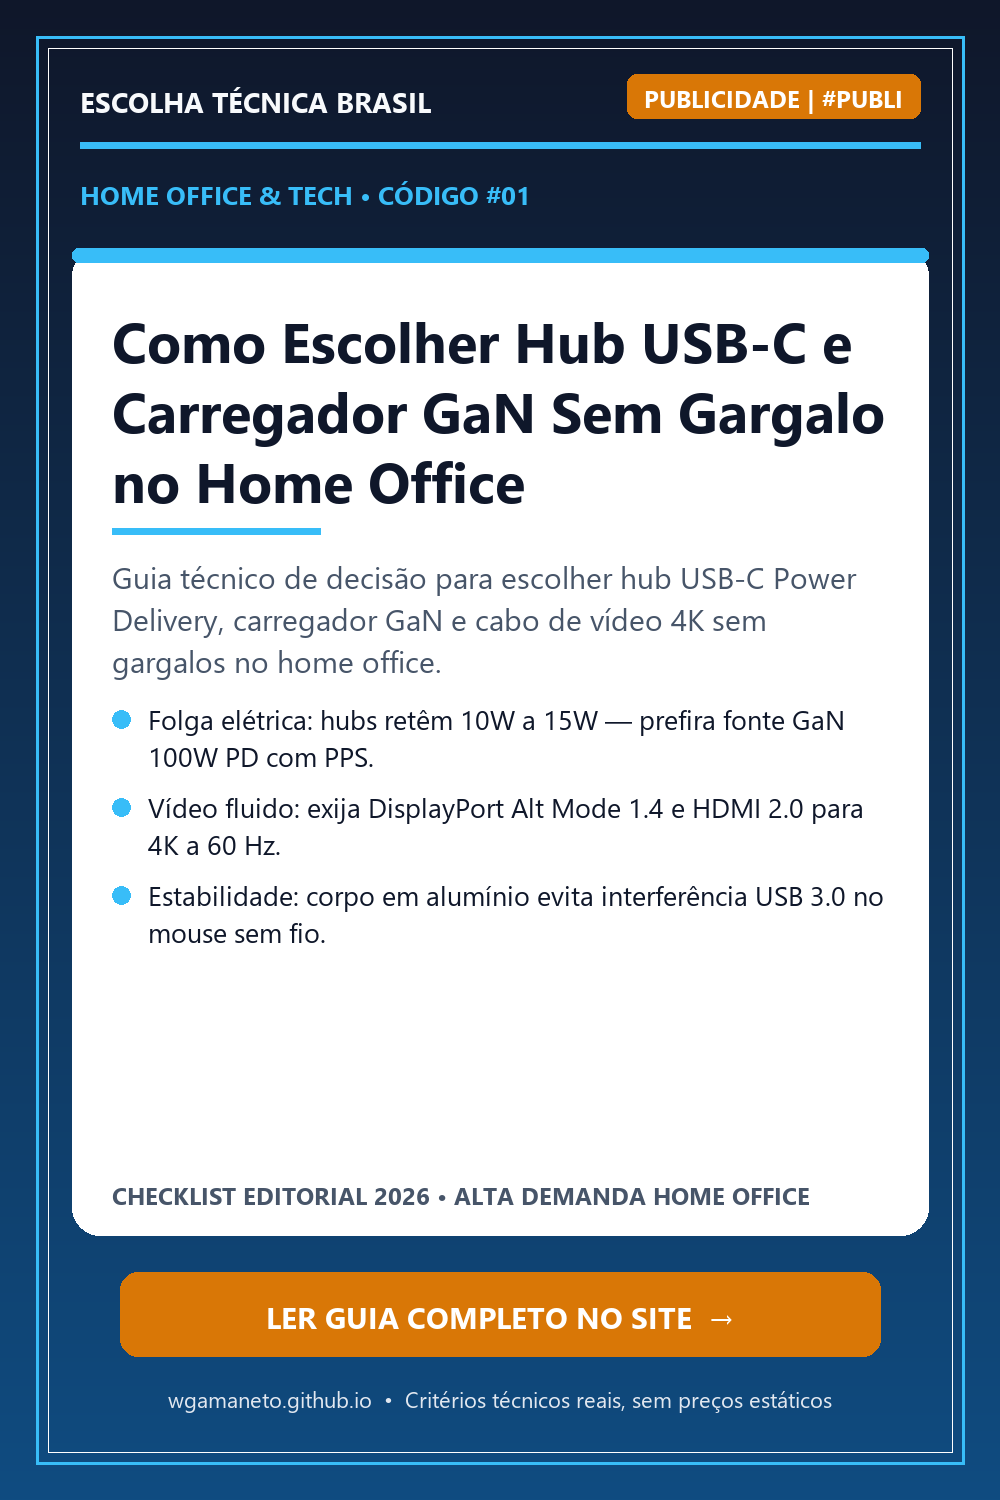 ESCOLHA TÉCNICA BRASIL
PUBLICIDADE | #PUBLI
HOME OFFICE & TECH • CÓDIGO #01
Como Escolher Hub USB-C e
Carregador GaN Sem Gargalo
no Home Office
Guia técnico de decisão para escolher hub USB-C Power
Delivery, carregador GaN e cabo de vídeo 4K sem
gargalos no home office.
Folga elétrica: hubs retêm 10W a 15W — prefira fonte GaN
100W PD com PPS.
Vídeo fluido: exija DisplayPort Alt Mode 1.4 e HDMI 2.0 para
4K a 60 Hz.
Estabilidade: corpo em alumínio evita interferência USB 3.0 no
mouse sem fio.
CHECKLIST EDITORIAL 2026 • ALTA DEMANDA HOME OFFICE
LER GUIA COMPLETO NO SITE →
wgamaneto.github.io • Critérios técnicos reais, sem preços estáticos